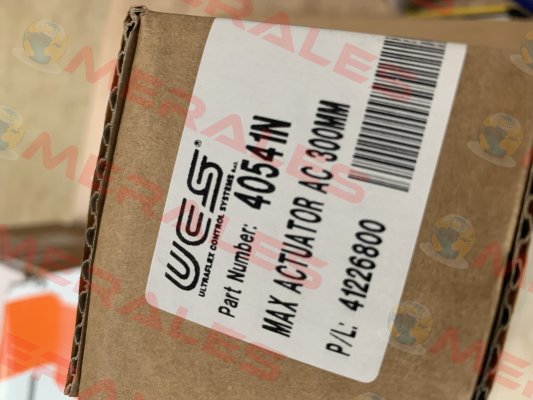 UCS®
ULTRAFLEX CONTROL SYSTEMS s.r.l.
Part Number: 40541N
MAX ACTUATOR AC 300MM
P/L: 41226800
MERALES